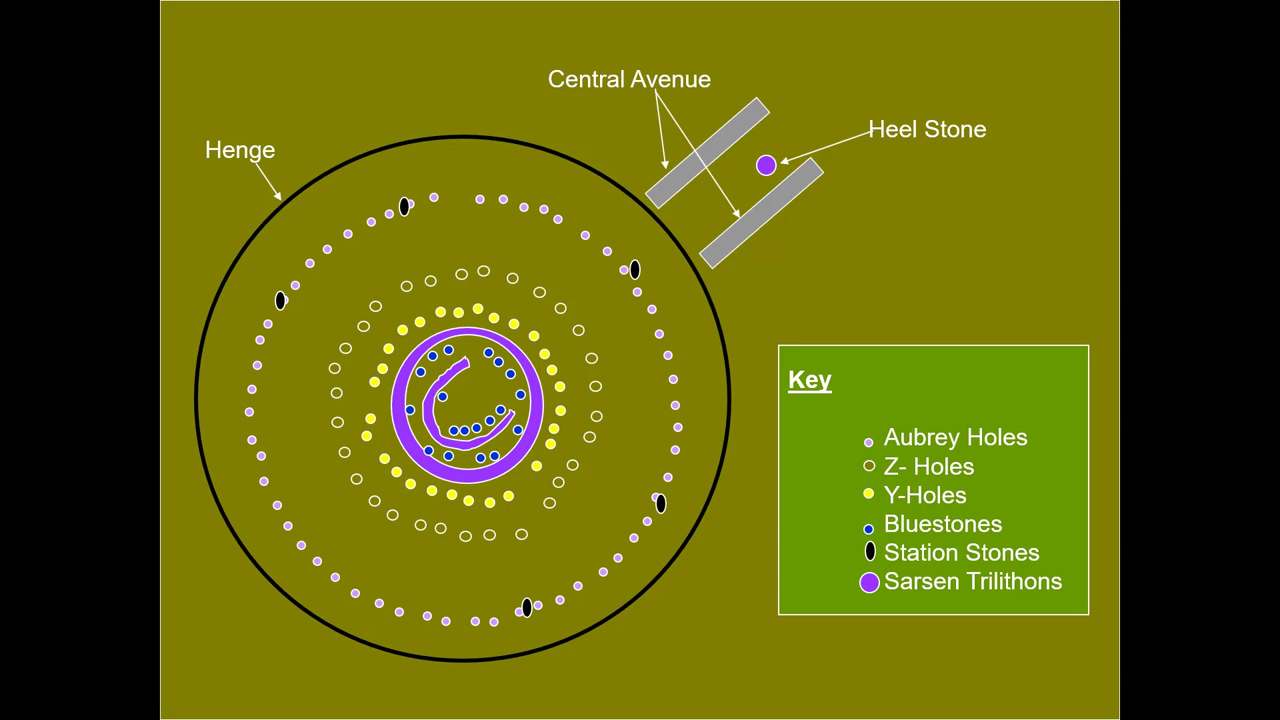 Central Avenue
Heel Stone
Henge
Key
Aubrey Holes
Z- Holes
Y-Holes
Bluestones
Station Stones
Sarsen Trilithons